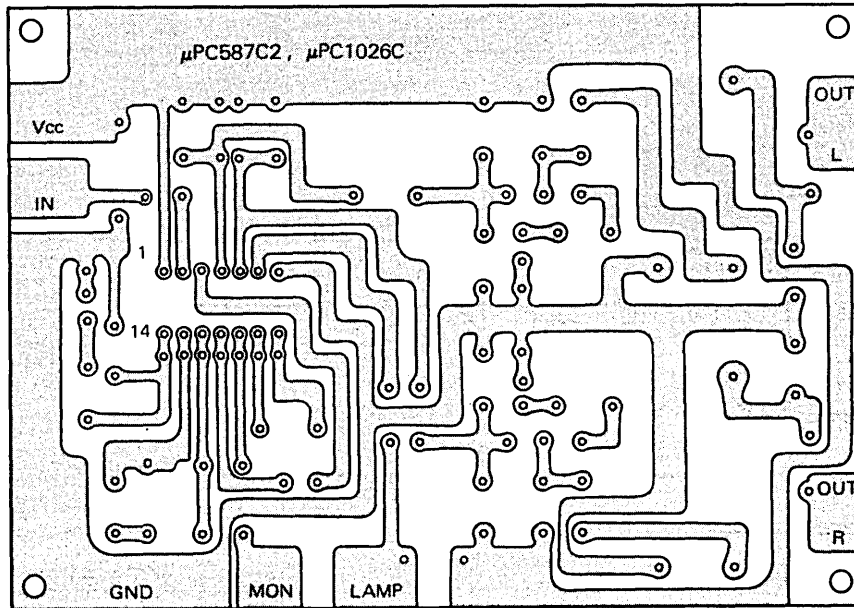 μPC587C2, μPC1026C
Vcc
OUT
L
IN
1
14
OUT
R
GND
MON
LAMP